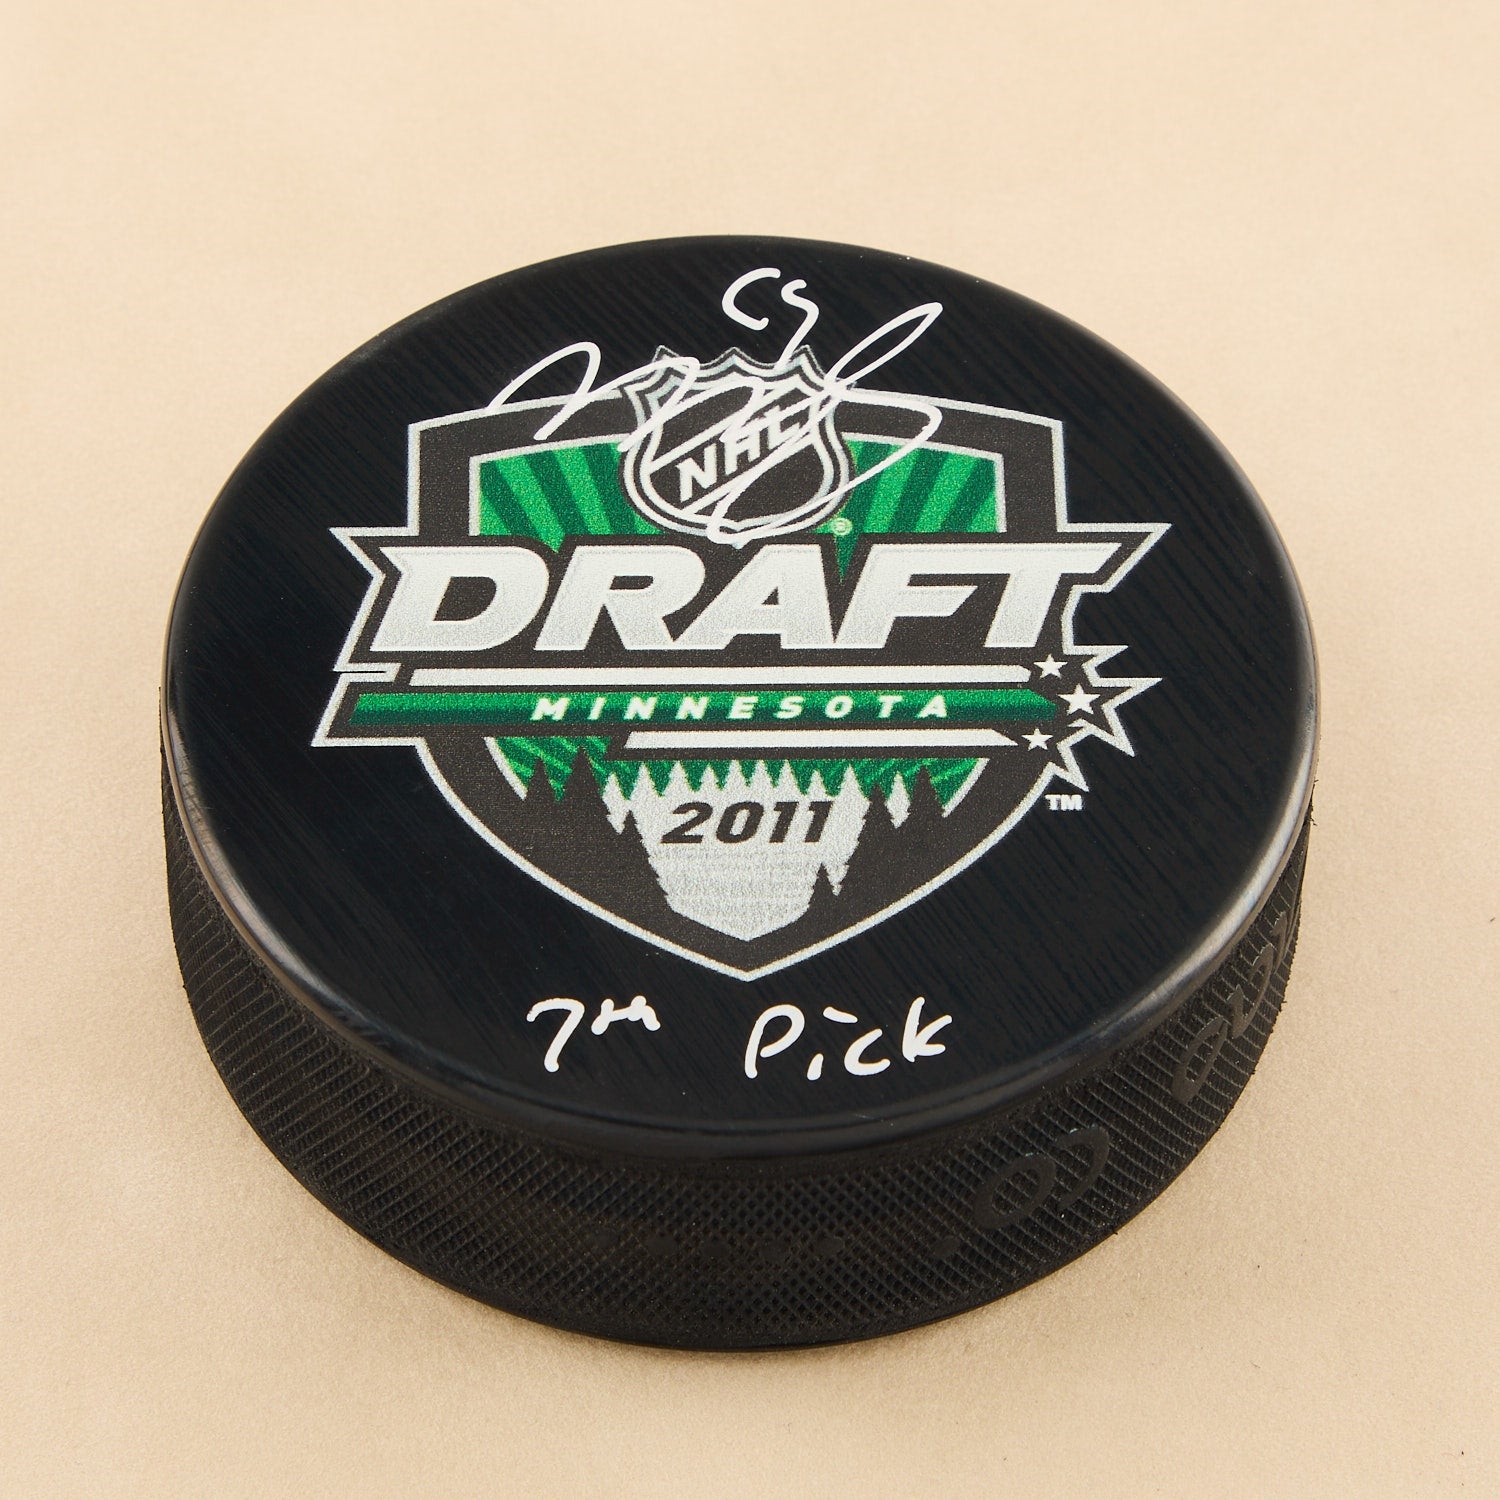 NHL
®
DRAFT
MINNESOTA
2011
TM
7th Pick